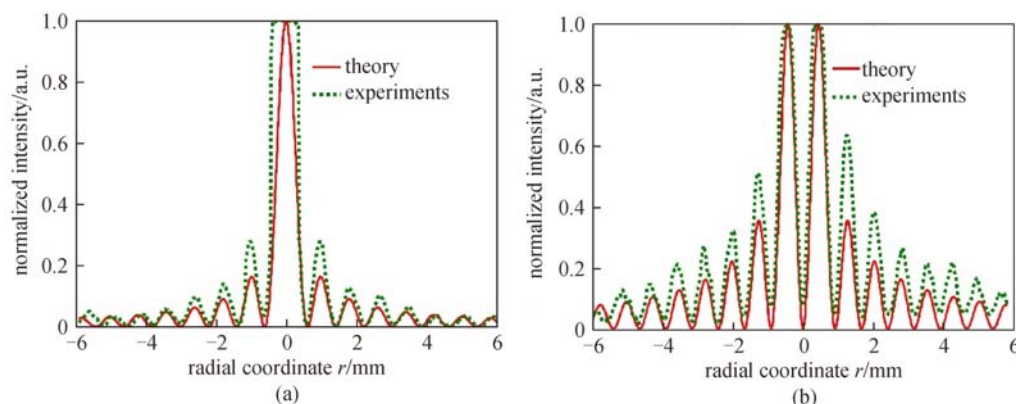 1.0
0.8
0.6
0.4
0.2
0
normalized intensity/a.u.
theory
experiments
−6 −4 −2 0 2 4 6
radial coordinate r/mm
(a)
1.0
0.8
0.6
0.4
0.2
0
normalized intensity/a.u.
theory
experiments
−6 −4 −2 0 2 4 6
radial coordinate r/mm
(b)